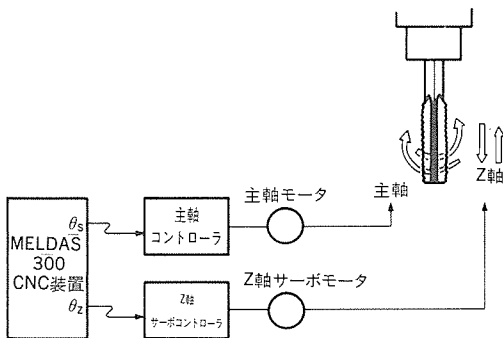 Z軸
主軸
主軸モータ
θs
主軸
コントローラ
MELDAS
300
CNC装置
Z軸サーボモータ
θz
Z軸
サーボコントローラ